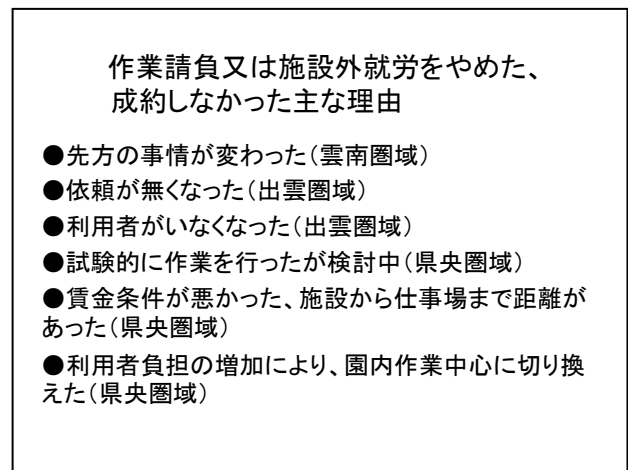 作業請負又は施設外就労をやめた、
成約しなかった主な理由
●先方の事情が変わった(雲南圏域)
●依頼が無くなった(出雲圏域)
●利用者がいなくなった(出雲圏域)
●試験的に作業を行ったが検討中(県央圏域)
●賃金条件が悪かった、施設から仕事場まで距離が
あった(県央圏域)
●利用者負担の増加により、園内作業中心に切り換
えた(県央圏域)